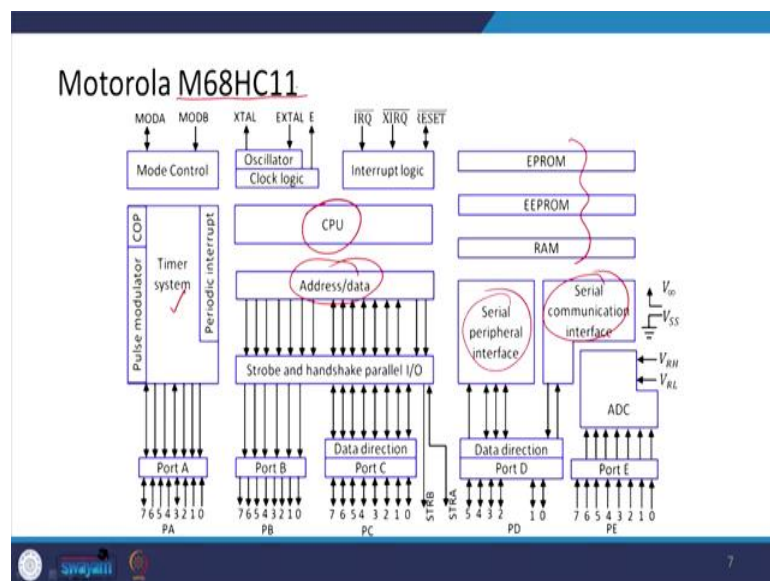 Motorola M68HC11
MODA MODB XTAL EXTAL E IRQ XIRQ RESET
Mode Control
Oscillator
Clock logic
Interrupt logic
EPROM
EEPROM
RAM
COP
Pulse modulator
Timer
system
Periodic interrupt
CPU
Address/data
Strobe and handshake parallel I/O
Serial
peripheral
interface
Serial
communication
interface
V∞
VSS
VRH
VRL
ADC
Port A
Port B
Data direction
Port C
Data direction
Port D
Port E
7 6 5 4 3 2 1 0
PA
7 6 5 4 3 2 1 0
PB
7 6 5 4 3 2 1 0
PC
STRB
STRA
5 4 3 2 1 0
PD
7 6 5 4 3 2 1 0
PE
swayam
7